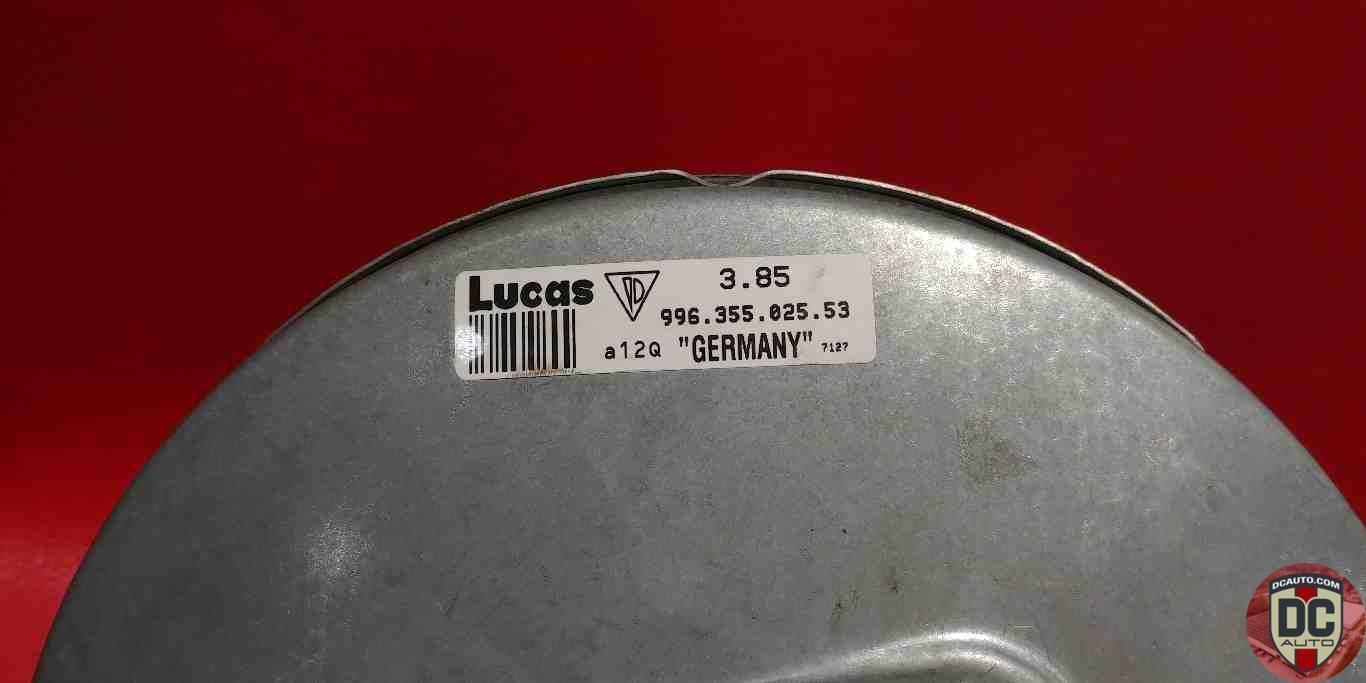 Lucas
3.85
996.355.025.53
a12Q "GERMANY" 7127
DCAUTO.COM
DC
AUTO